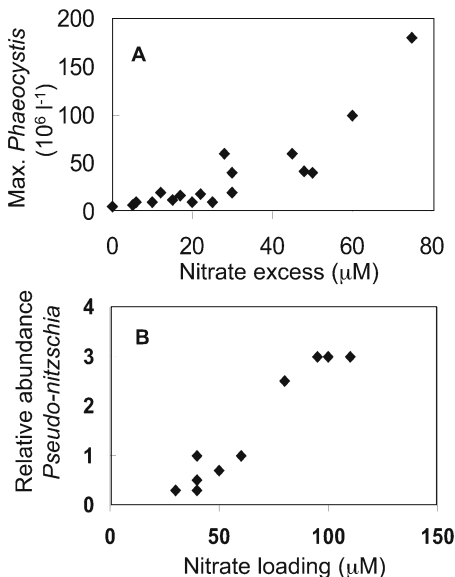 A
Max. Phaeocystis
(10⁶ l⁻¹)
200
150
100
50
0
0 20 40 60 80
Nitrate excess (µM)
B
Relative abundance
Pseudo-nitzschia
4
3
2
1
0
0 50 100 150
Nitrate loading (µM)